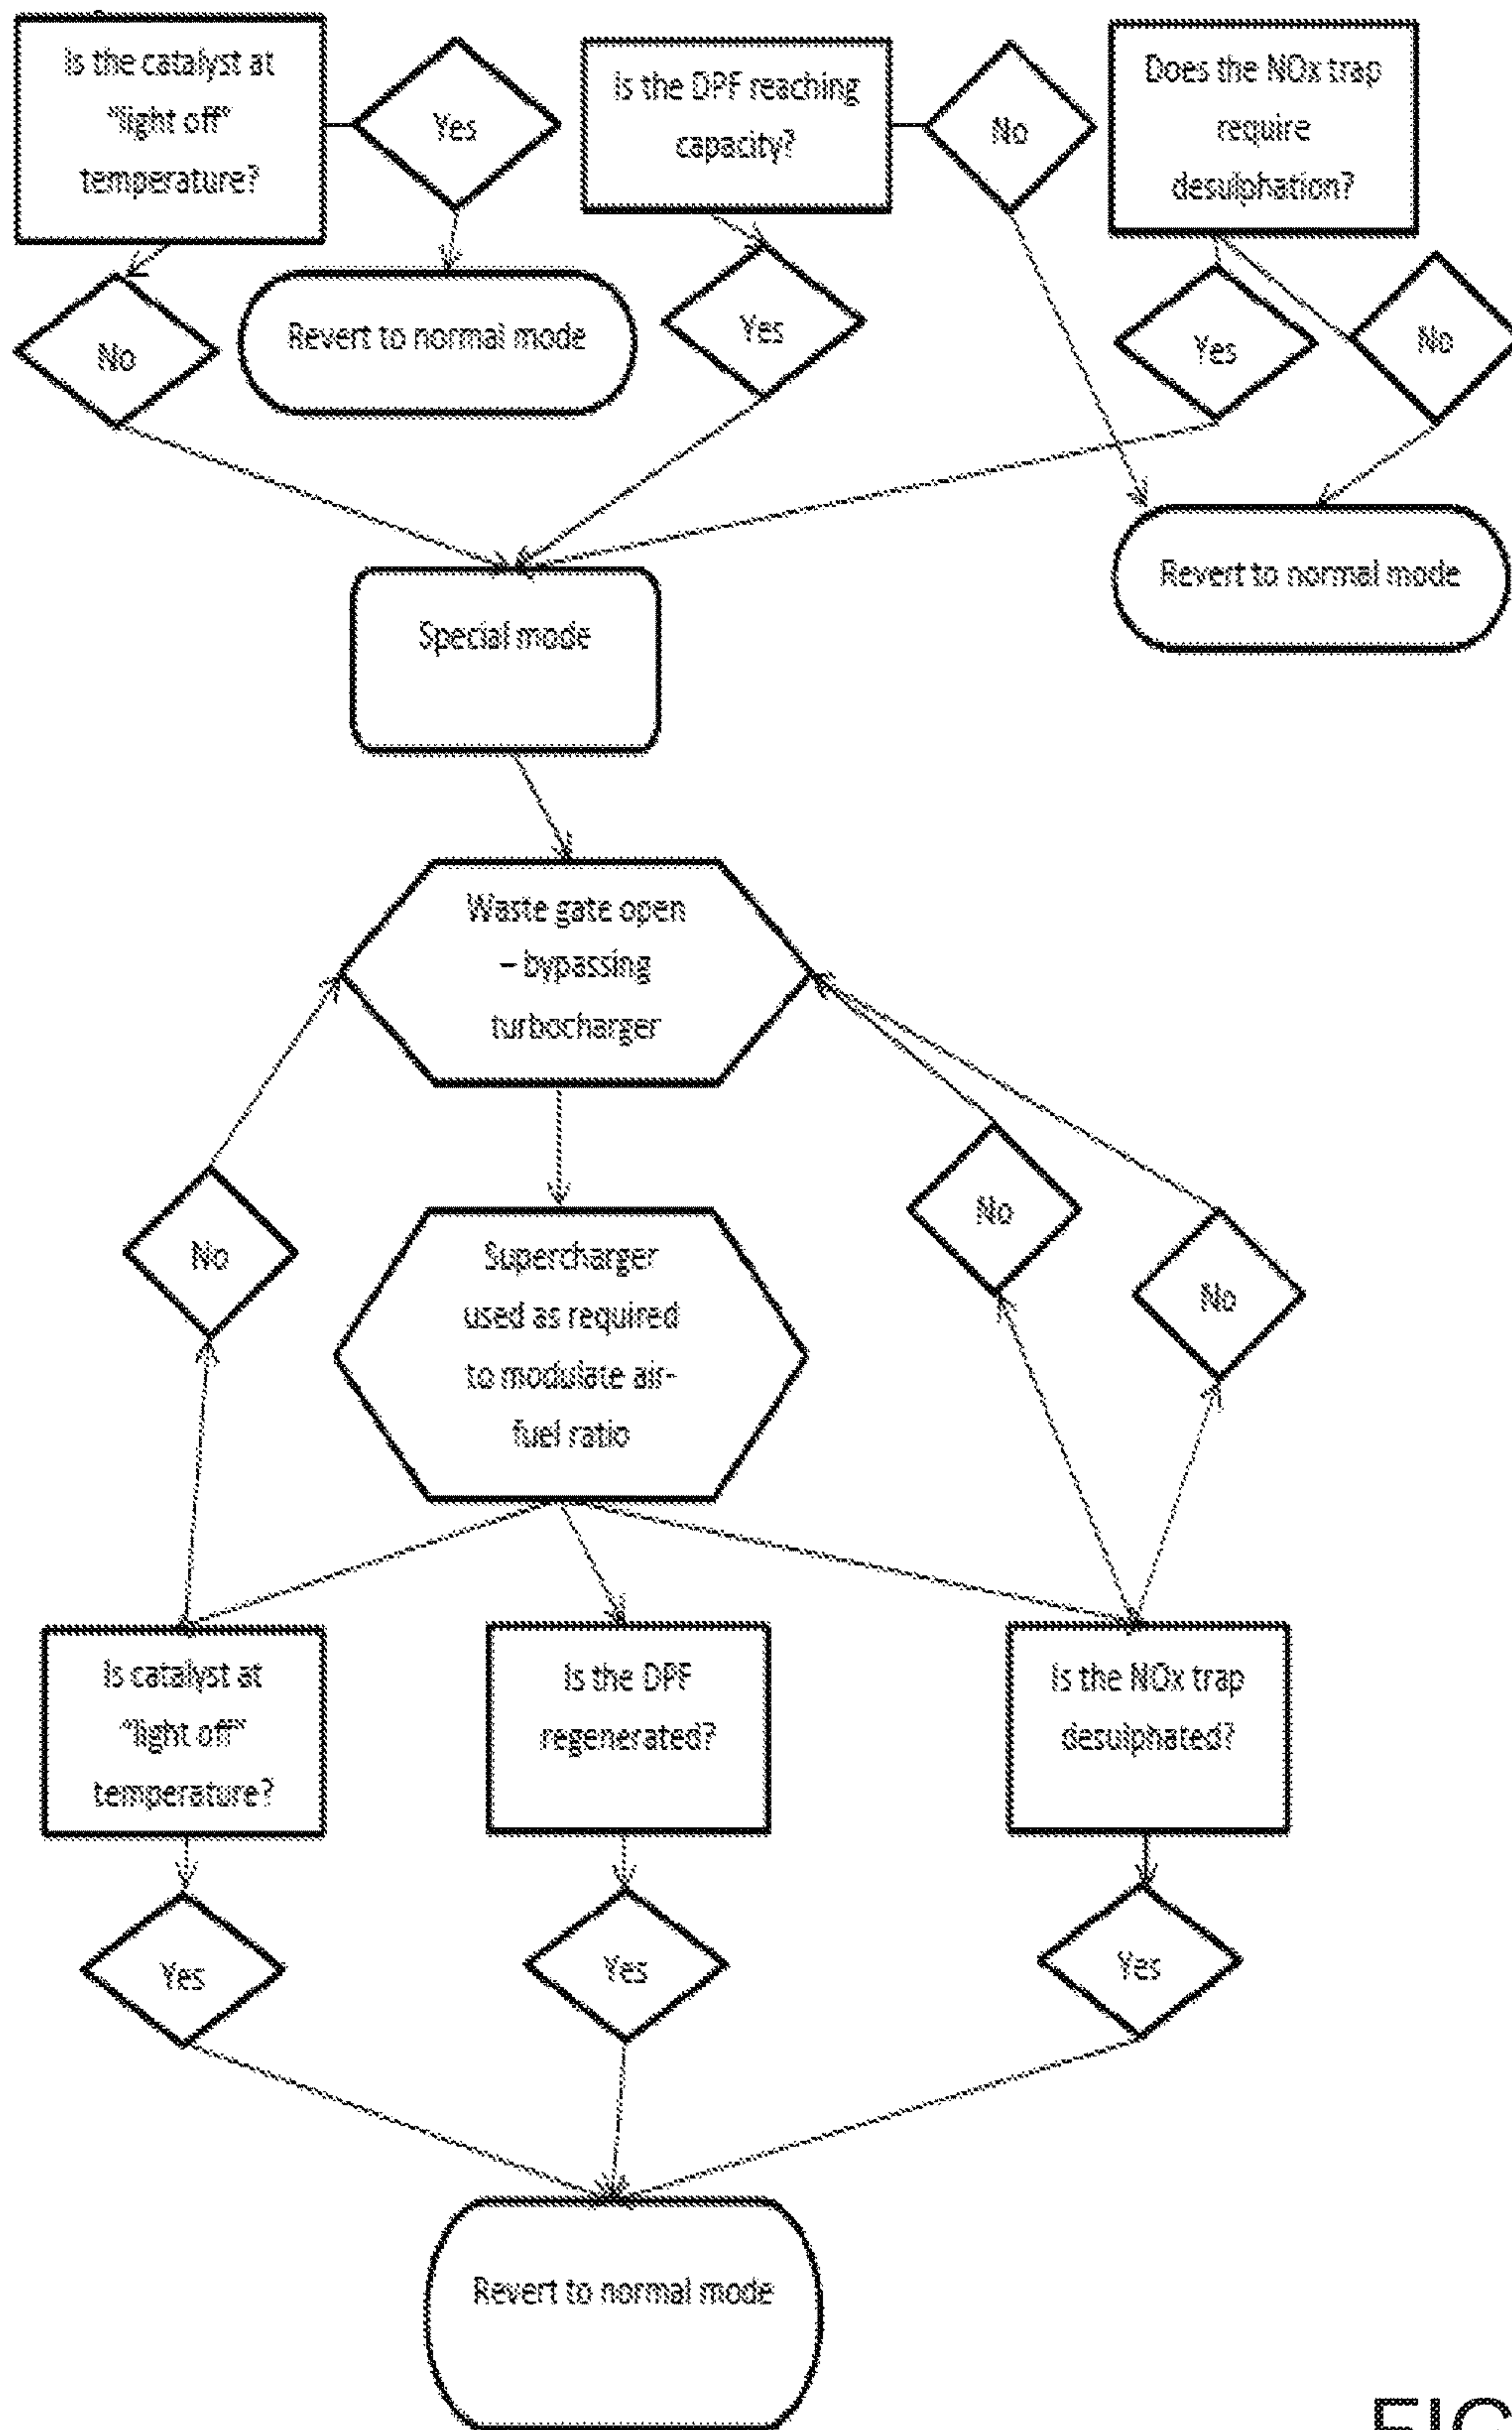 Is the catalyst at
"light off"
temperature?
Yes
Is the DPF reaching
capacity?
No
Does the NOx trap
require
desulphation?
No
Revert to normal mode
Yes
Yes
No
Special mode
Revert to normal mode
Waste gate open
– bypassing
turbocharger
No
Supercharger
used as required
to modulate air-
fuel ratio
No
No
Is catalyst at
"light off"
temperature?
Is the DPF
regenerated?
Is the NOx trap
desulphated?
Yes
Yes
Yes
Revert to normal mode
FIG